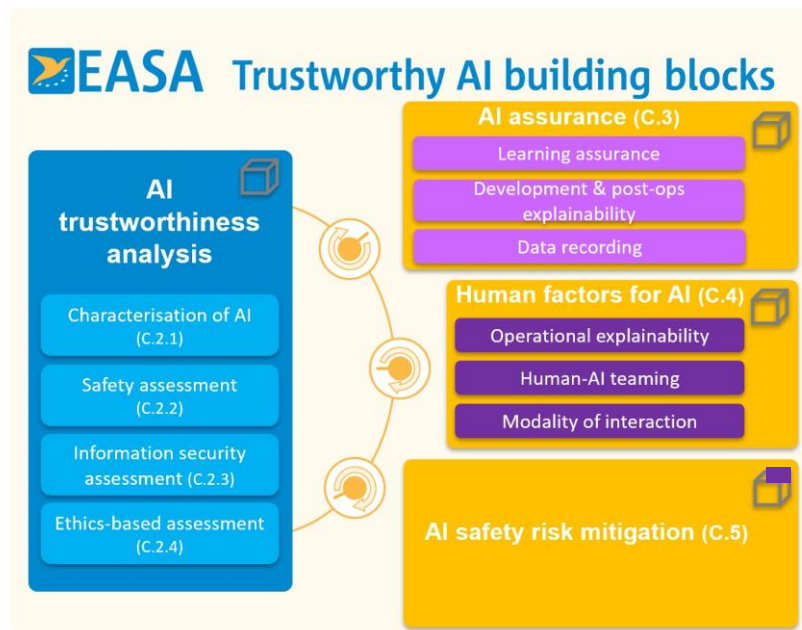 EASA Trustworthy AI building blocks
AI
trustworthiness
analysis
Characterisation of AI
(C.2.1)
Safety assessment
(C.2.2)
Information security
assessment (C.2.3)
Ethics-based assessment
(C.2.4)
AI assurance (C.3)
Learning assurance
Development & post-ops
explainability
Data recording
Human factors for AI (C.4)
Operational explainability
Human-AI teaming
Modality of interaction
AI safety risk mitigation (C.5)